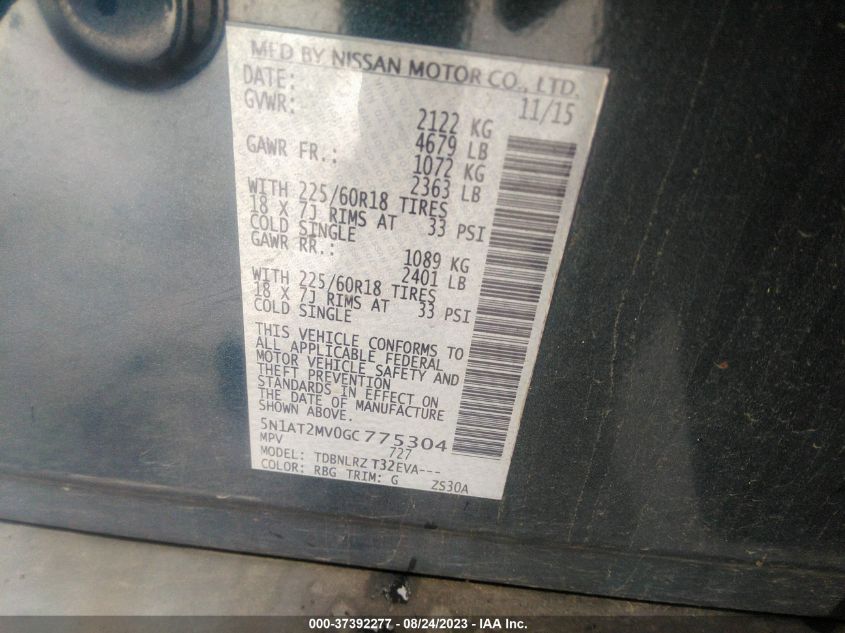 MFD BY NISSAN MOTOR CO., LTD.
DATE: 11/15
GVWR: 2122 KG
4679 LB
GAWR FR.: 1072 KG
2363 LB
WITH 225/60R18 TIRES
18 X 7J RIMS AT 33 PSI
COLD SINGLE
GAWR RR.: 1089 KG
2401 LB
WITH 225/60R18 TIRES
18 X 7J RIMS AT 33 PSI
COLD SINGLE
THIS VEHICLE CONFORMS TO
ALL APPLICABLE FEDERAL
MOTOR VEHICLE SAFETY AND
THEFT PREVENTION
STANDARDS IN EFFECT ON
THE DATE OF MANUFACTURE
SHOWN ABOVE.
5N1AT2MV0GC775304
MPV 727
MODEL: TDBNLRZ T32EVA---
COLOR: RBG TRIM: G ZS30A
000-37392277 - 08/24/2023 - IAA Inc.